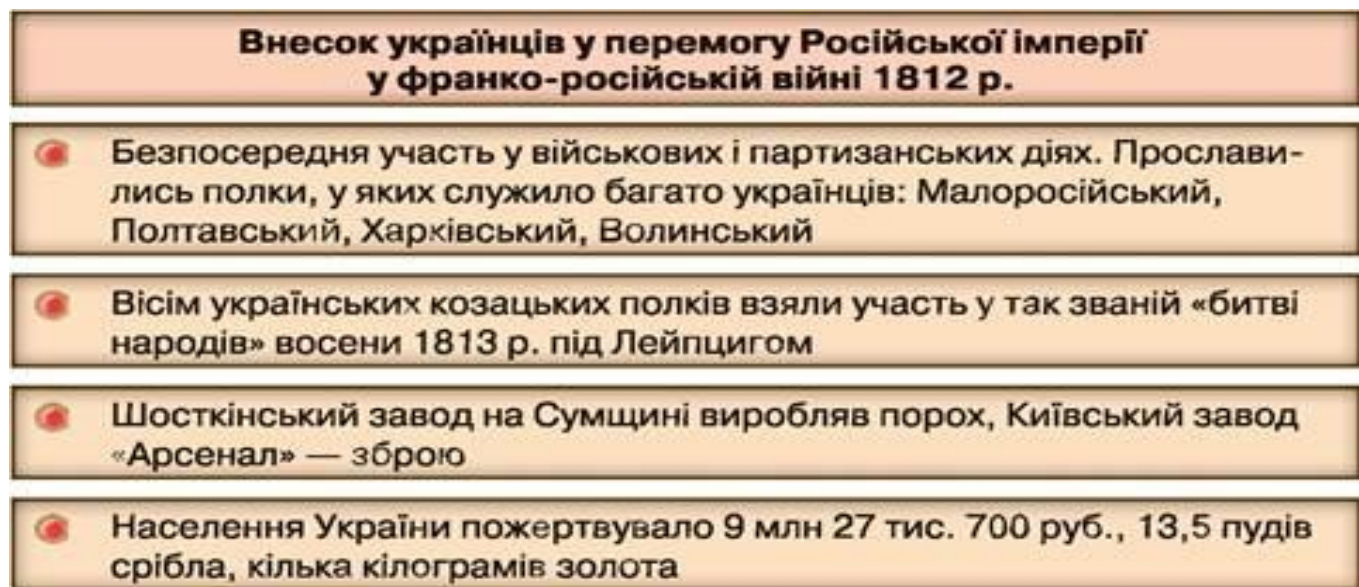 Внесок українців у перемогу Російської імперії
у франко-російській війні 1812 р.
Безпосередня участь у військових і партизанських діях. Прослави-
лись полки, у яких служило багато українців: Малоросійський,
Полтавський, Харківський, Волинський
Вісім українських козацьких полків взяли участь у так званій «битві
народів» восени 1813 р. під Лейпцигом
Шосткінський завод на Сумщині виробляв порох, Київський завод
«Арсенал» — зброю
Населення України пожертвувало 9 млн 27 тис. 700 руб., 13,5 пудів
срібла, кілька кілограмів золота